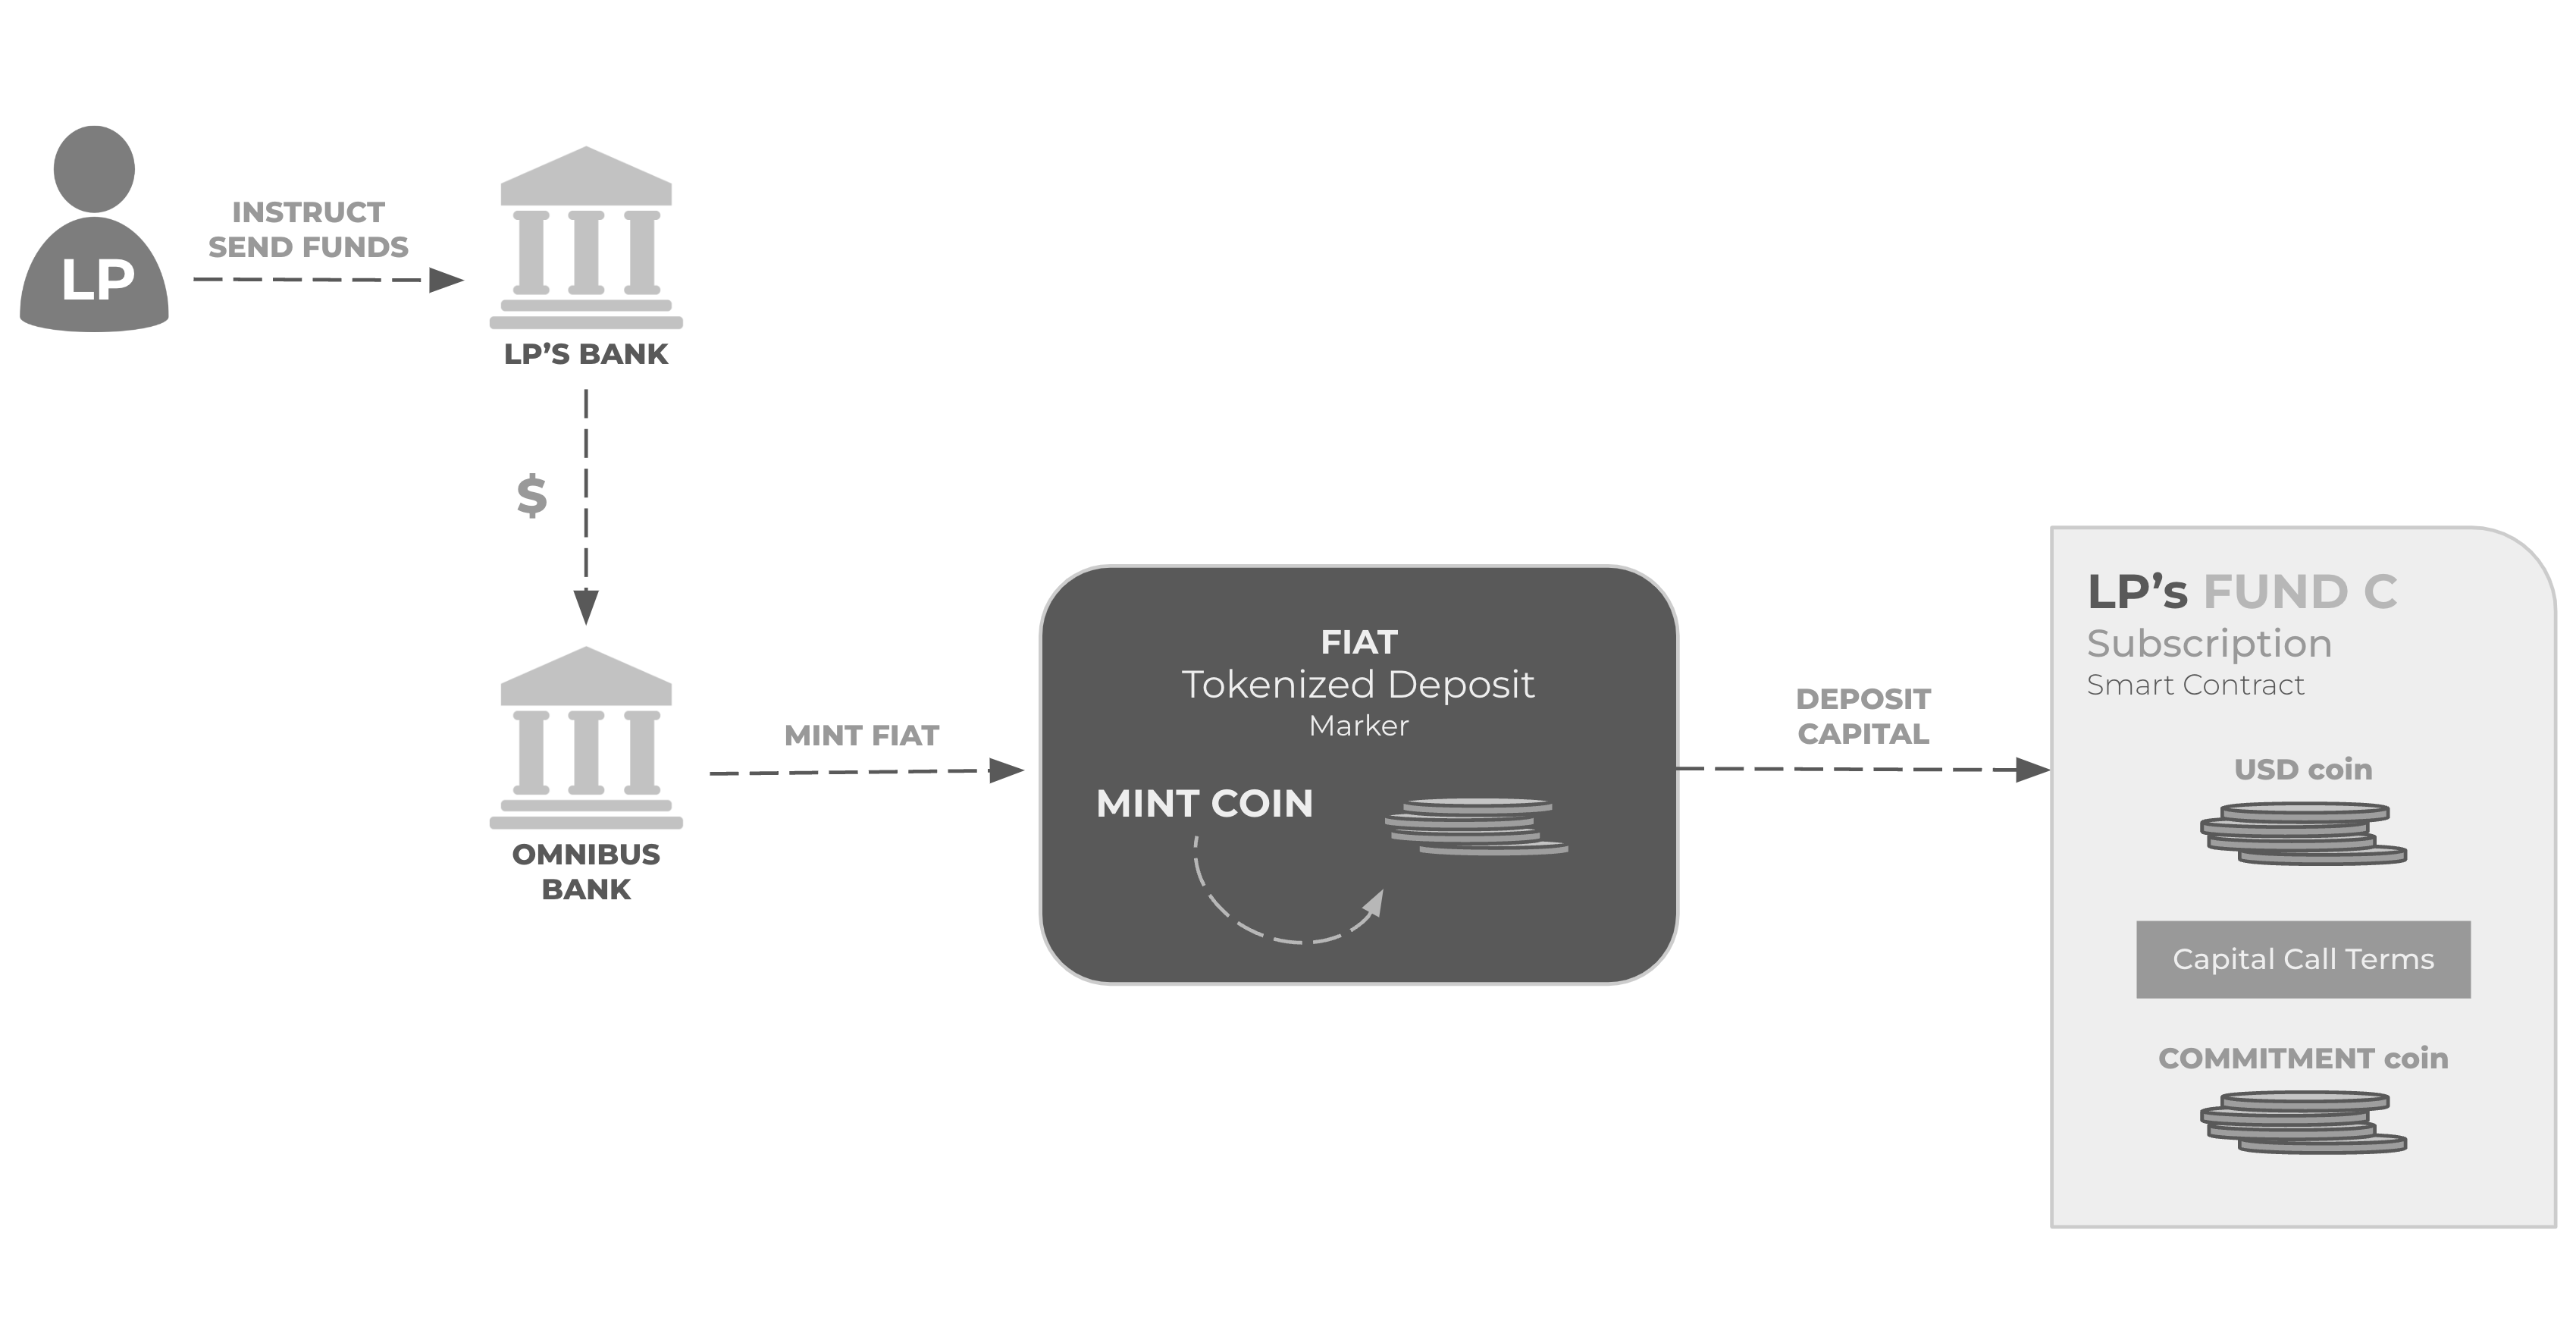 LP
INSTRUCT
SEND FUNDS
LP’S BANK
$
OMNIBUS
BANK
MINT FIAT
FIAT
Tokenized Deposit
Marker
MINT COIN
DEPOSIT
CAPITAL
LP’s FUND C
Subscription
Smart Contract
USD coin
Capital Call Terms
COMMITMENT coin